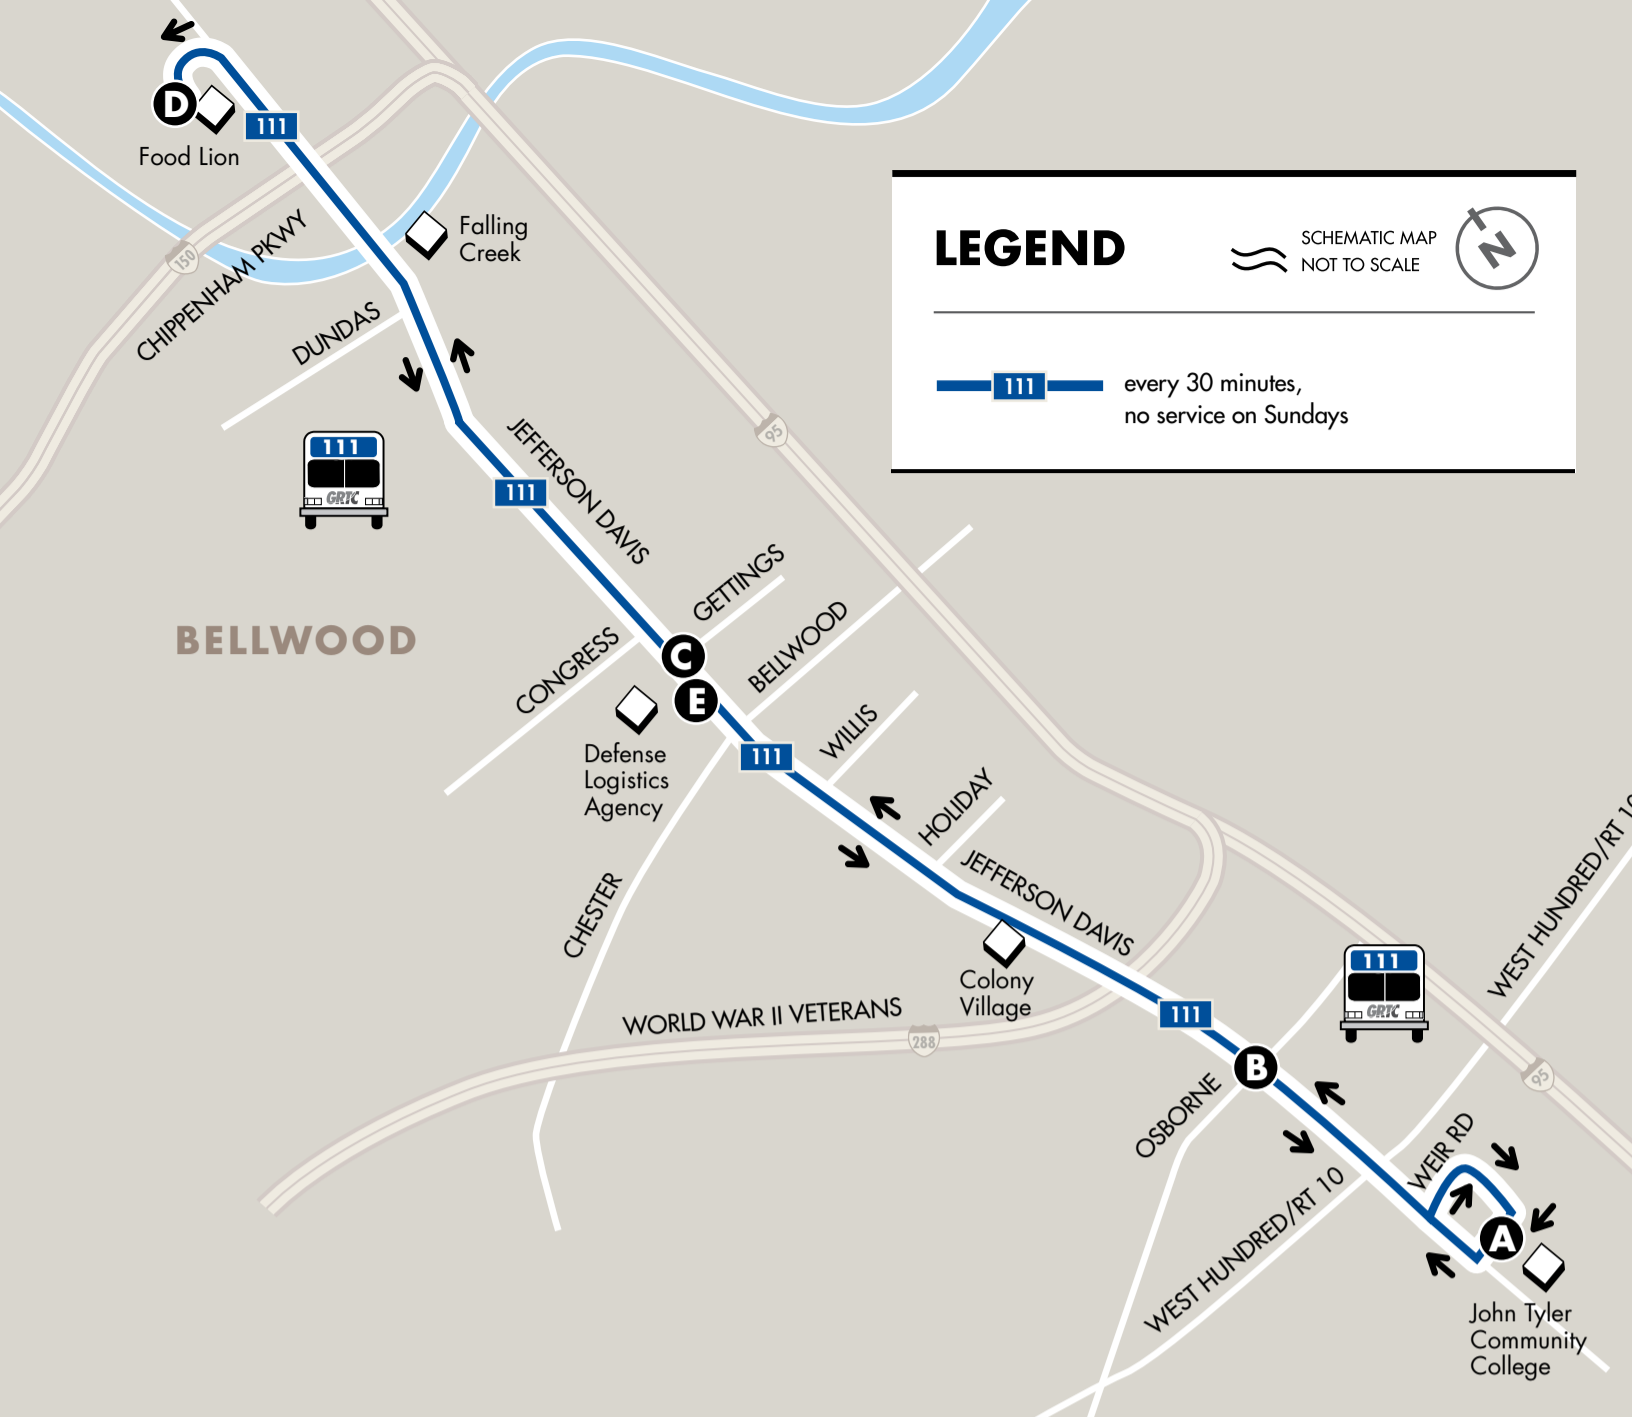 D
111
Food Lion
Falling
Creek
150
CHIPPENHAM PKWY
DUNDAS
LEGEND
SCHEMATIC MAP
NOT TO SCALE
N
111
every 30 minutes,
no service on Sundays
95
111
GRTC
JEFFERSON DAVIS
111
BELLWOOD
GETTINGS
CONGRESS
C
E
BELLWOOD
Defense
Logistics
Agency
111
WILLIS
HOLIDAY
JEFFERSON DAVIS
CHESTER
Colony
Village
WORLD WAR II VETERANS
288
111
WEST HUNDRED/RT 10
111
GRTC
95
B
OSBORNE
WEIR RD
WEST HUNDRED/RT 10
A
John Tyler
Community
College